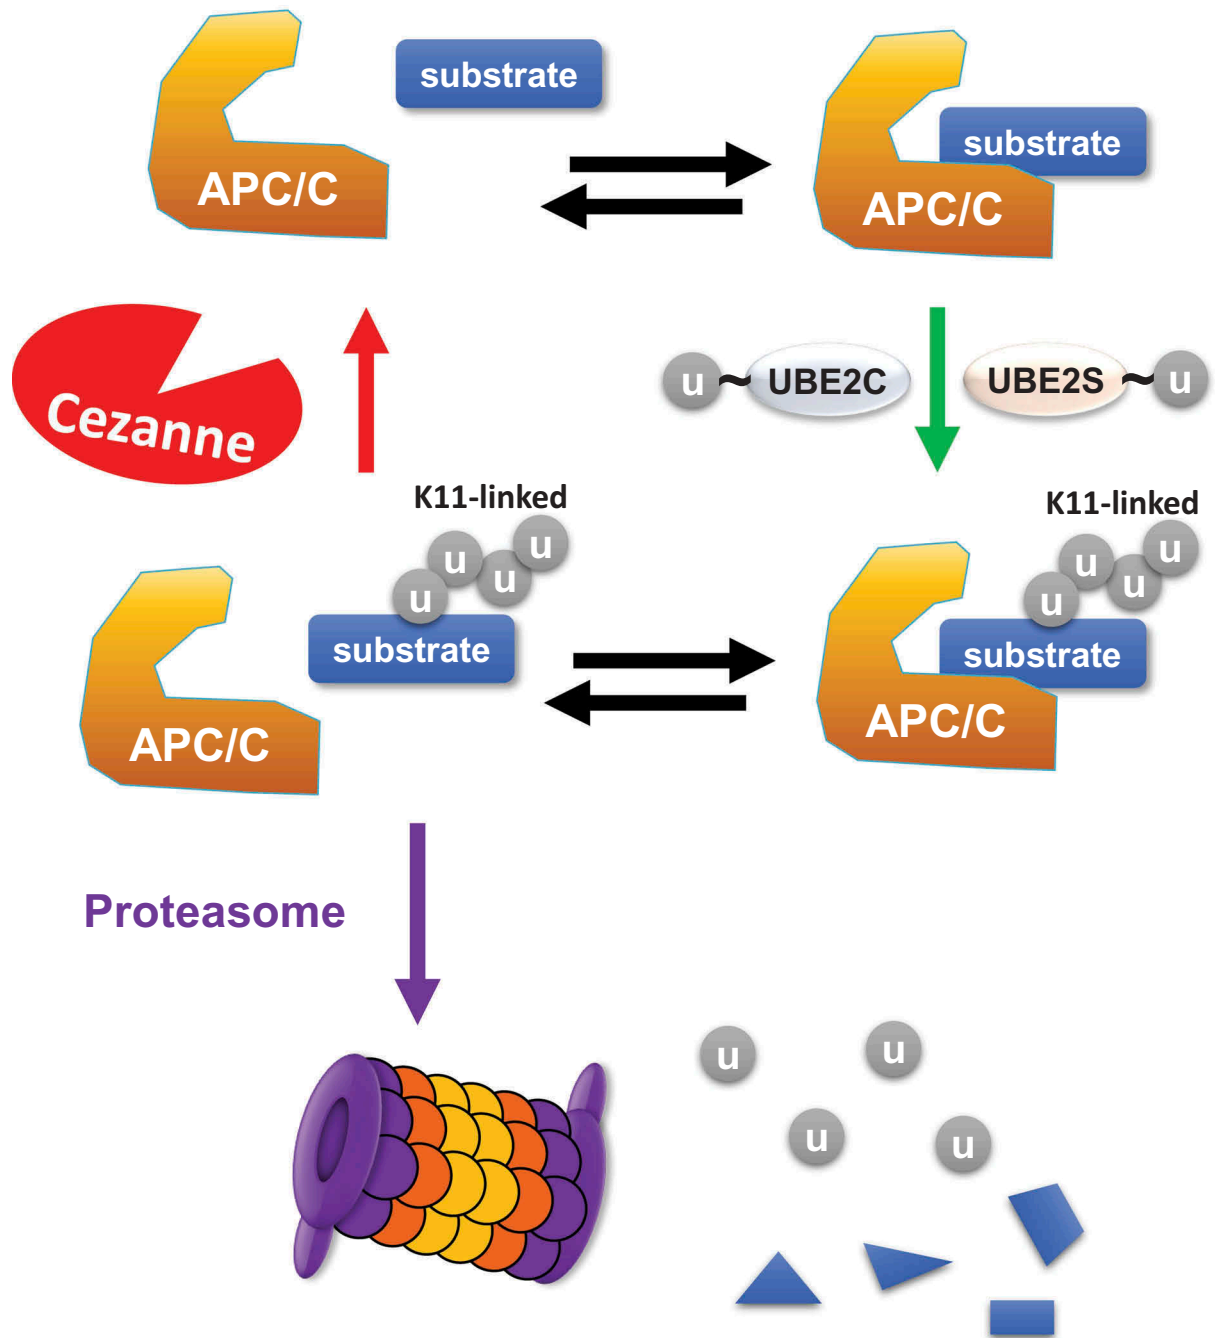 substrate
APC/C
substrate
APC/C
Cezanne
u
~
UBE2C
UBE2S
~
u
K11-linked
u
u
u
u
substrate
APC/C
K11-linked
u
u
u
u
substrate
APC/C
Proteasome
u
u
u
u